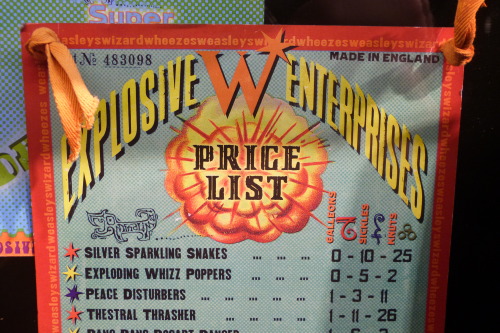 Super
weasleyswizardwheezesweasleyswizardwheezesweasleyswizardwheezes
№ 483098
MADE IN ENGLAND
EXPLOSIVE W ENTERPRISES
PRICE
LIST
GALLEONS
SICKLES
KNUTS
SILVER SPARKLING SNAKES ... ... ... 0 - 10 - 25
EXPLODING WHIZZ POPPERS ... ... ... 0 - 5 - 2
PEACE DISTURBERS ... ... ... ... 1 - 3 - 11
THESTRAL THRASHER ... ... ... 1 - 11 - 26